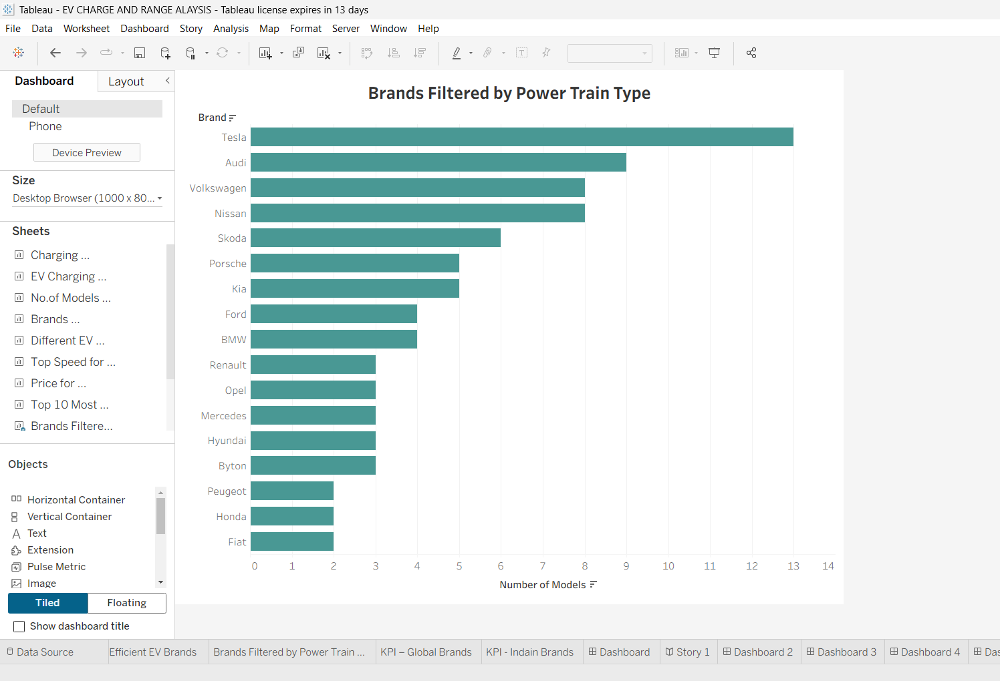 Tableau - EV CHARGE AND RANGE ALAYSIS - Tableau license expires in 13 days
File Data Worksheet Dashboard Story Analysis Map Format Server Window Help
Dashboard Layout
Default
Phone
Device Preview
Size
Desktop Browser (1000 x 80...
Sheets
Charging ...
EV Charging ...
No.of Models ...
Brands ...
Different EV ...
Top Speed for ...
Price for ...
Top 10 Most ...
Brands Filtere...
Objects
Horizontal Container
Vertical Container
Text
Extension
Pulse Metric
Image
Tiled Floating
Show dashboard title
Brands Filtered by Power Train Type
Brand
Tesla
Audi
Volkswagen
Nissan
Skoda
Porsche
Kia
Ford
BMW
Renault
Opel
Mercedes
Hyundai
Byton
Peugeot
Honda
Fiat
0 1 2 3 4 5 6 7 8 9 10 11 12 13 14
Number of Models
Data Source Efficient EV Brands Brands Filtered by Power Train ... KPI – Global Brands KPI - Indain Brands Dashboard Story 1 Dashboard 2 Dashboard 3 Dashboard 4 Das